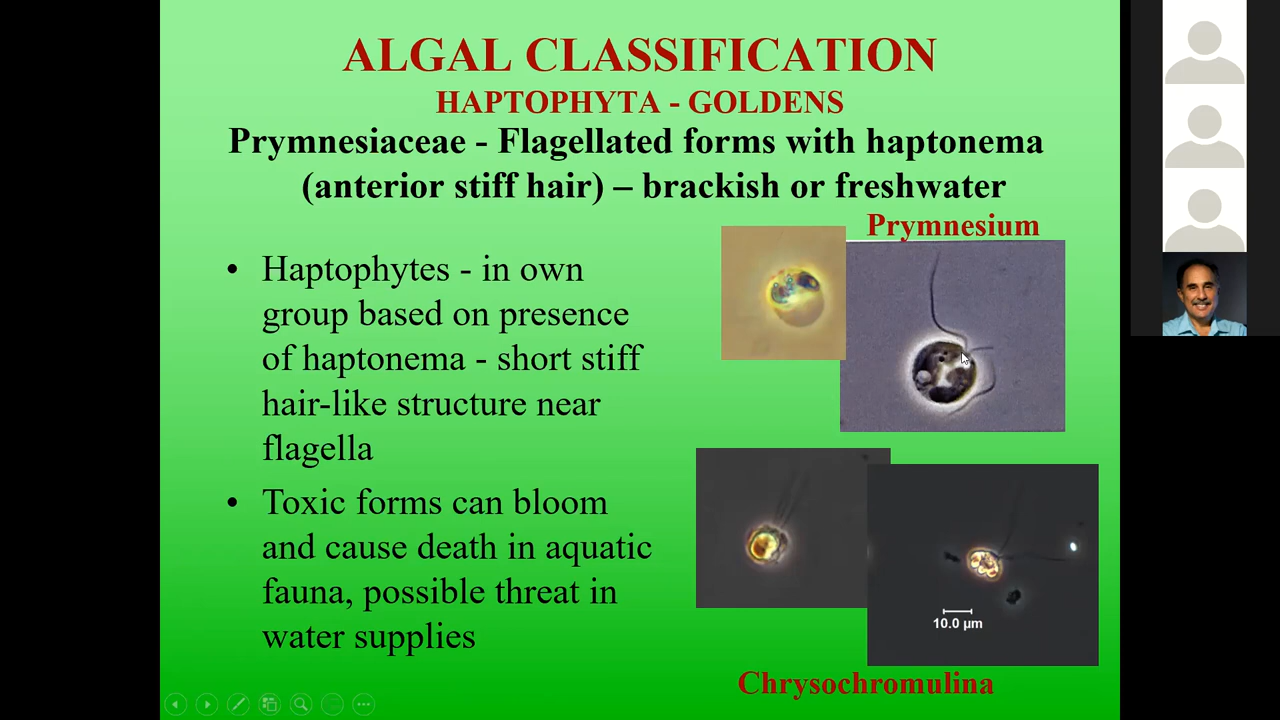 ALGAL CLASSIFICATION
HAPTOPHYTA - GOLDENS
Prymnesiaceae - Flagellated forms with haptonema
(anterior stiff hair) – brackish or freshwater
Prymnesium
• Haptophytes - in own
group based on presence
of haptonema - short stiff
hair-like structure near
flagella
• Toxic forms can bloom
and cause death in aquatic
fauna, possible threat in
water supplies
10.0 µm
Chrysochromulina